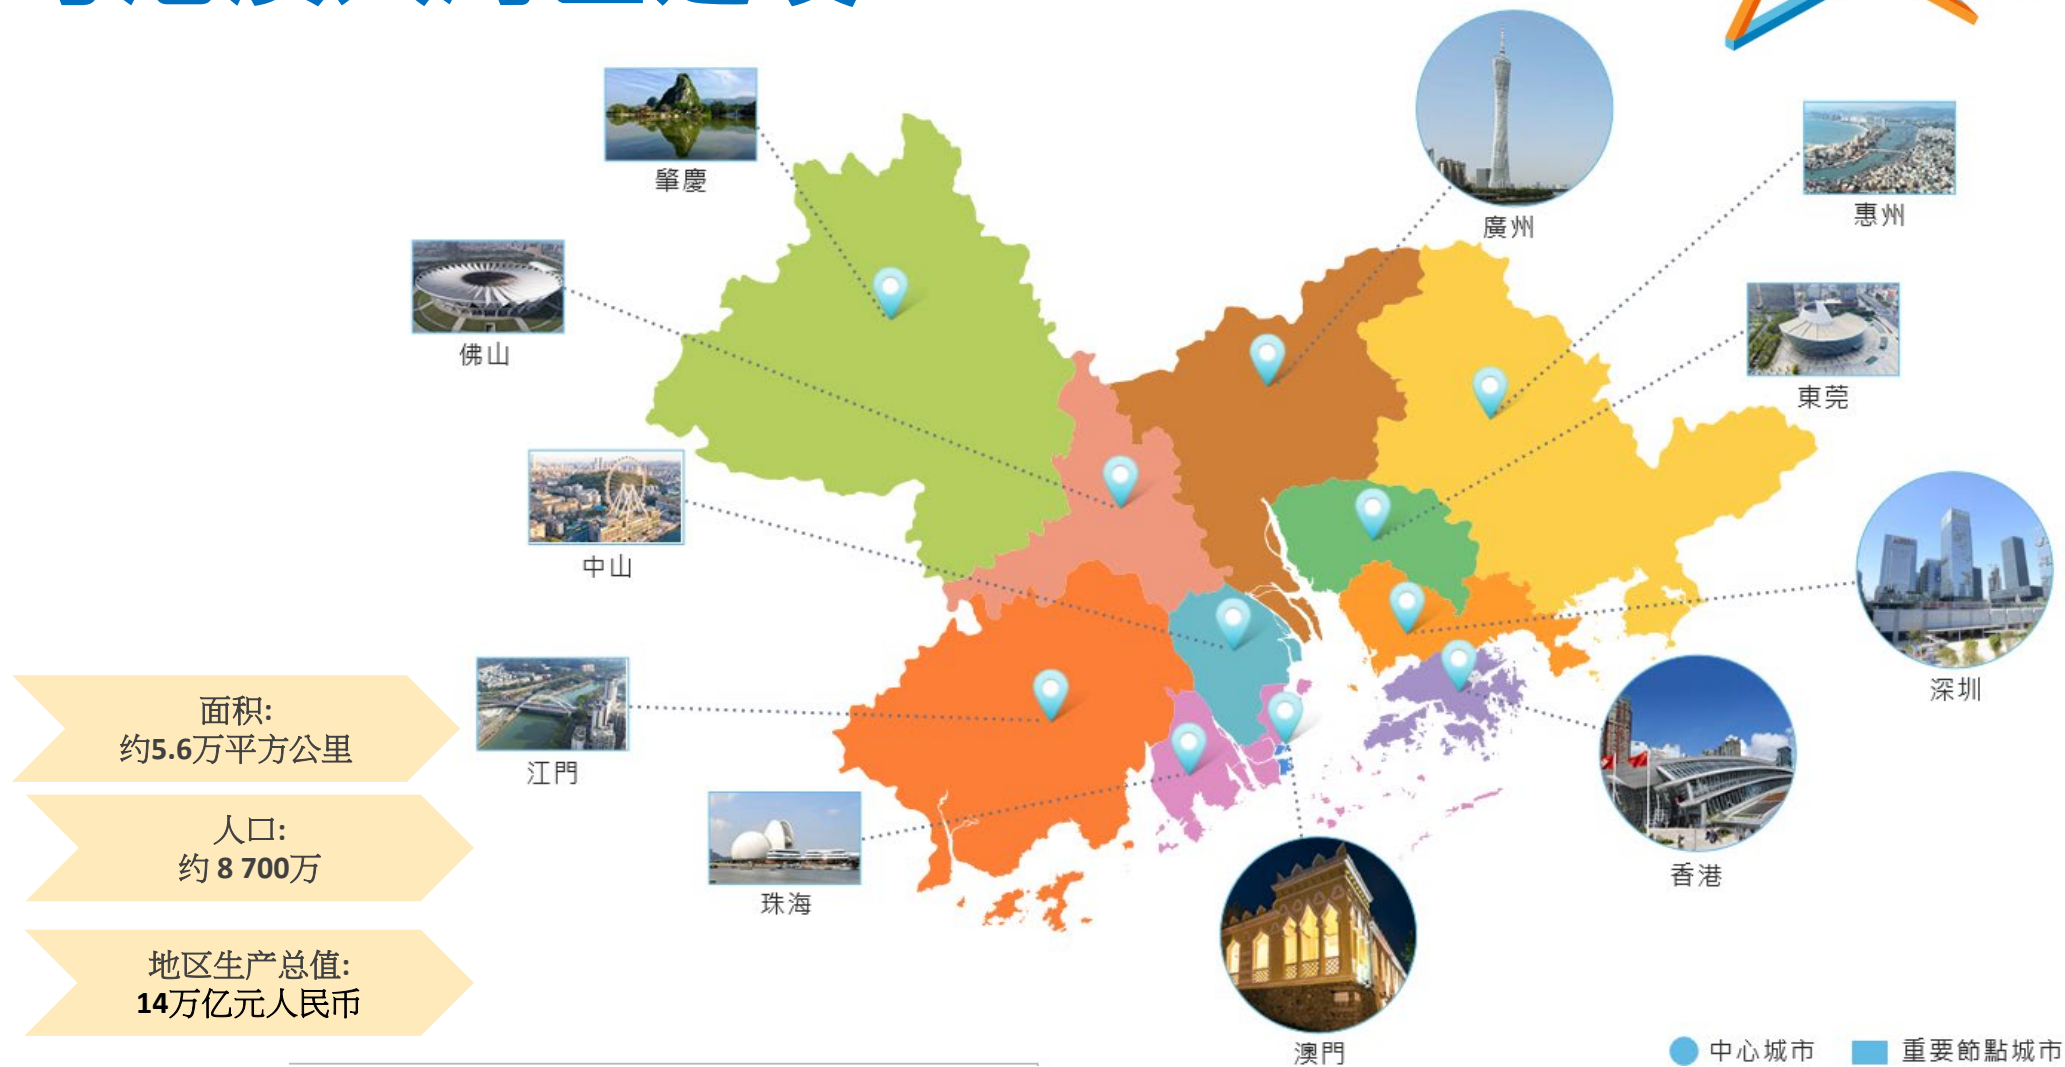 肇慶
廣州
惠州
佛山
東莞
中山
深圳
面积:
约5.6万平方公里
江門
人口:
约 8 700万
香港
珠海
地区生产总值:
14万亿元人民币
澳門
中心城市
重要節點城市